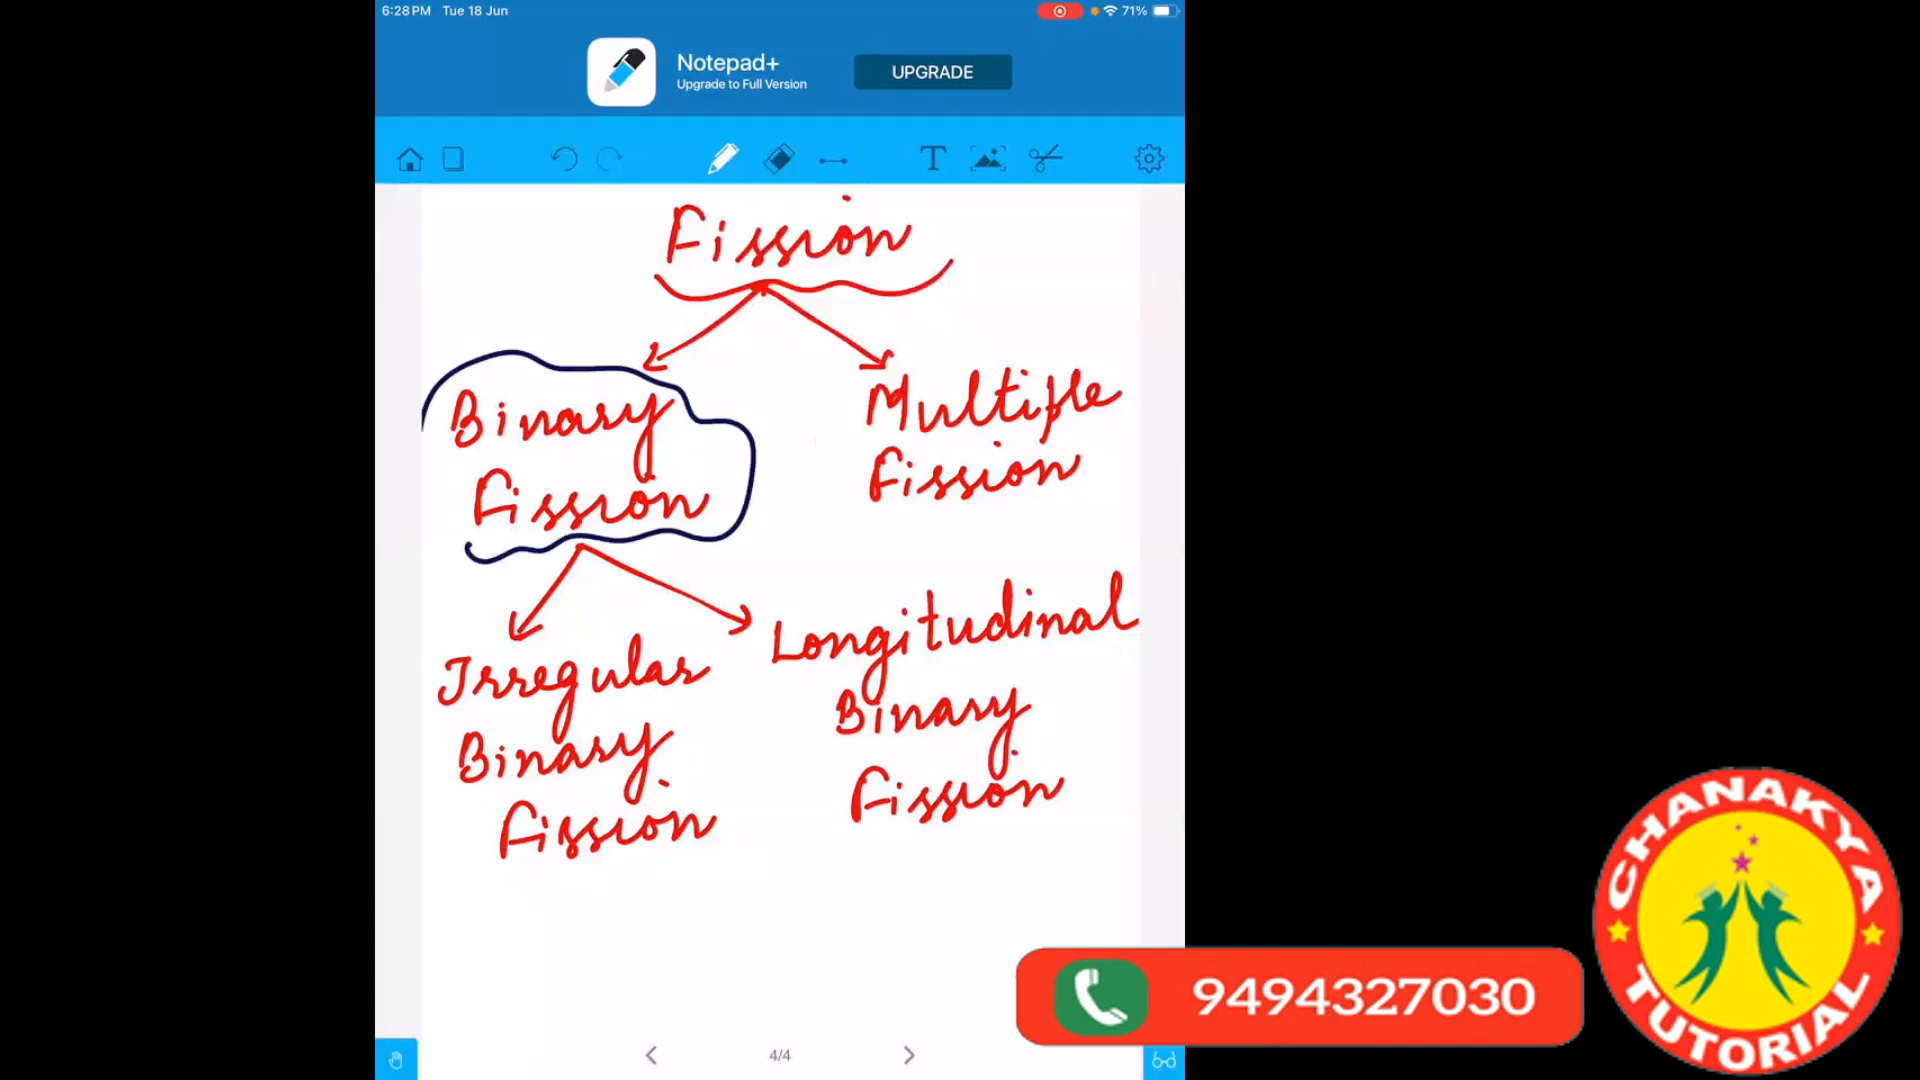 6:28 PM Tue 18 Jun
71%
Notepad+
Upgrade to Full Version
UPGRADE
T
Fission
Binary
Fission
Multiple
Fission
Irregular
Binary
Fission
Longitudinal
Binary
Fission
4/4
9494327030
CHANAKYA
TUTORIAL